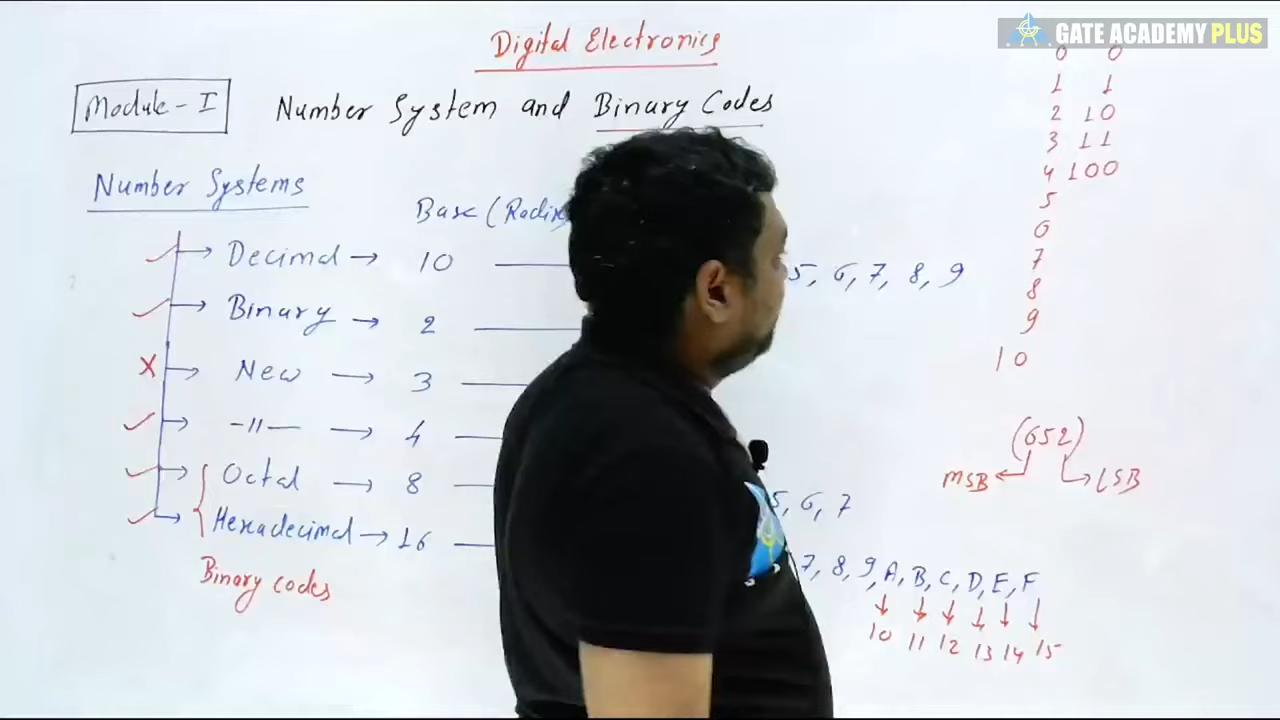 GATE ACADEMY PLUS
Digital Electronics
Module - I
Number System and Binary Codes
Number Systems
Base (Radix
Decimal → 10
5, 6, 7, 8, 9
Binary → 2
New → 3
-11- → 4
Octal → 8
5, 6, 7
Hexadecimal → 16
7, 8, 9, A, B, C, D, E, F
10 11 12 13 14 15
Binary codes
0 0
1 1
2 10
3 11
4 100
5
6
7
8
9
10
(652)
MSB
LSB